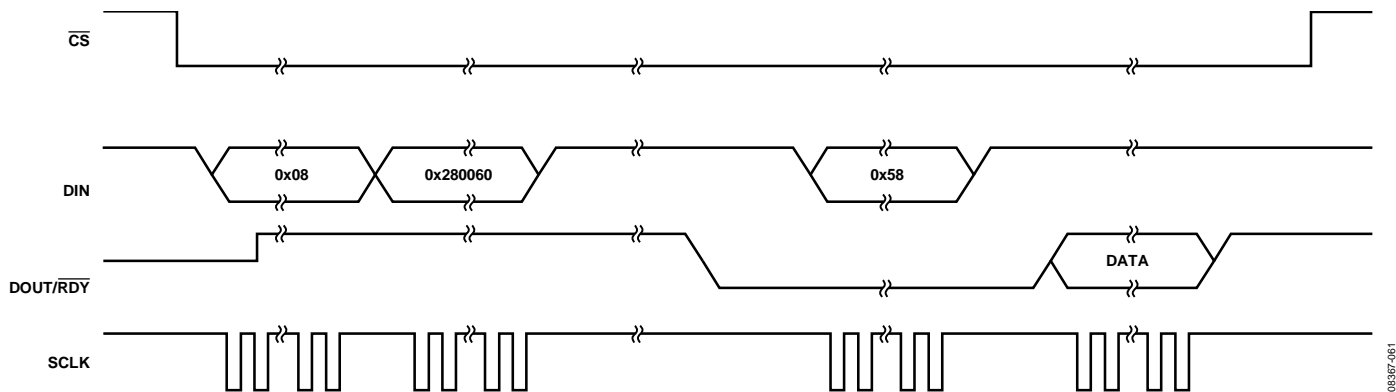 CS
DIN
0x08
0x280060
0x58
DOUT/RDY
DATA
SCLK
08367-061